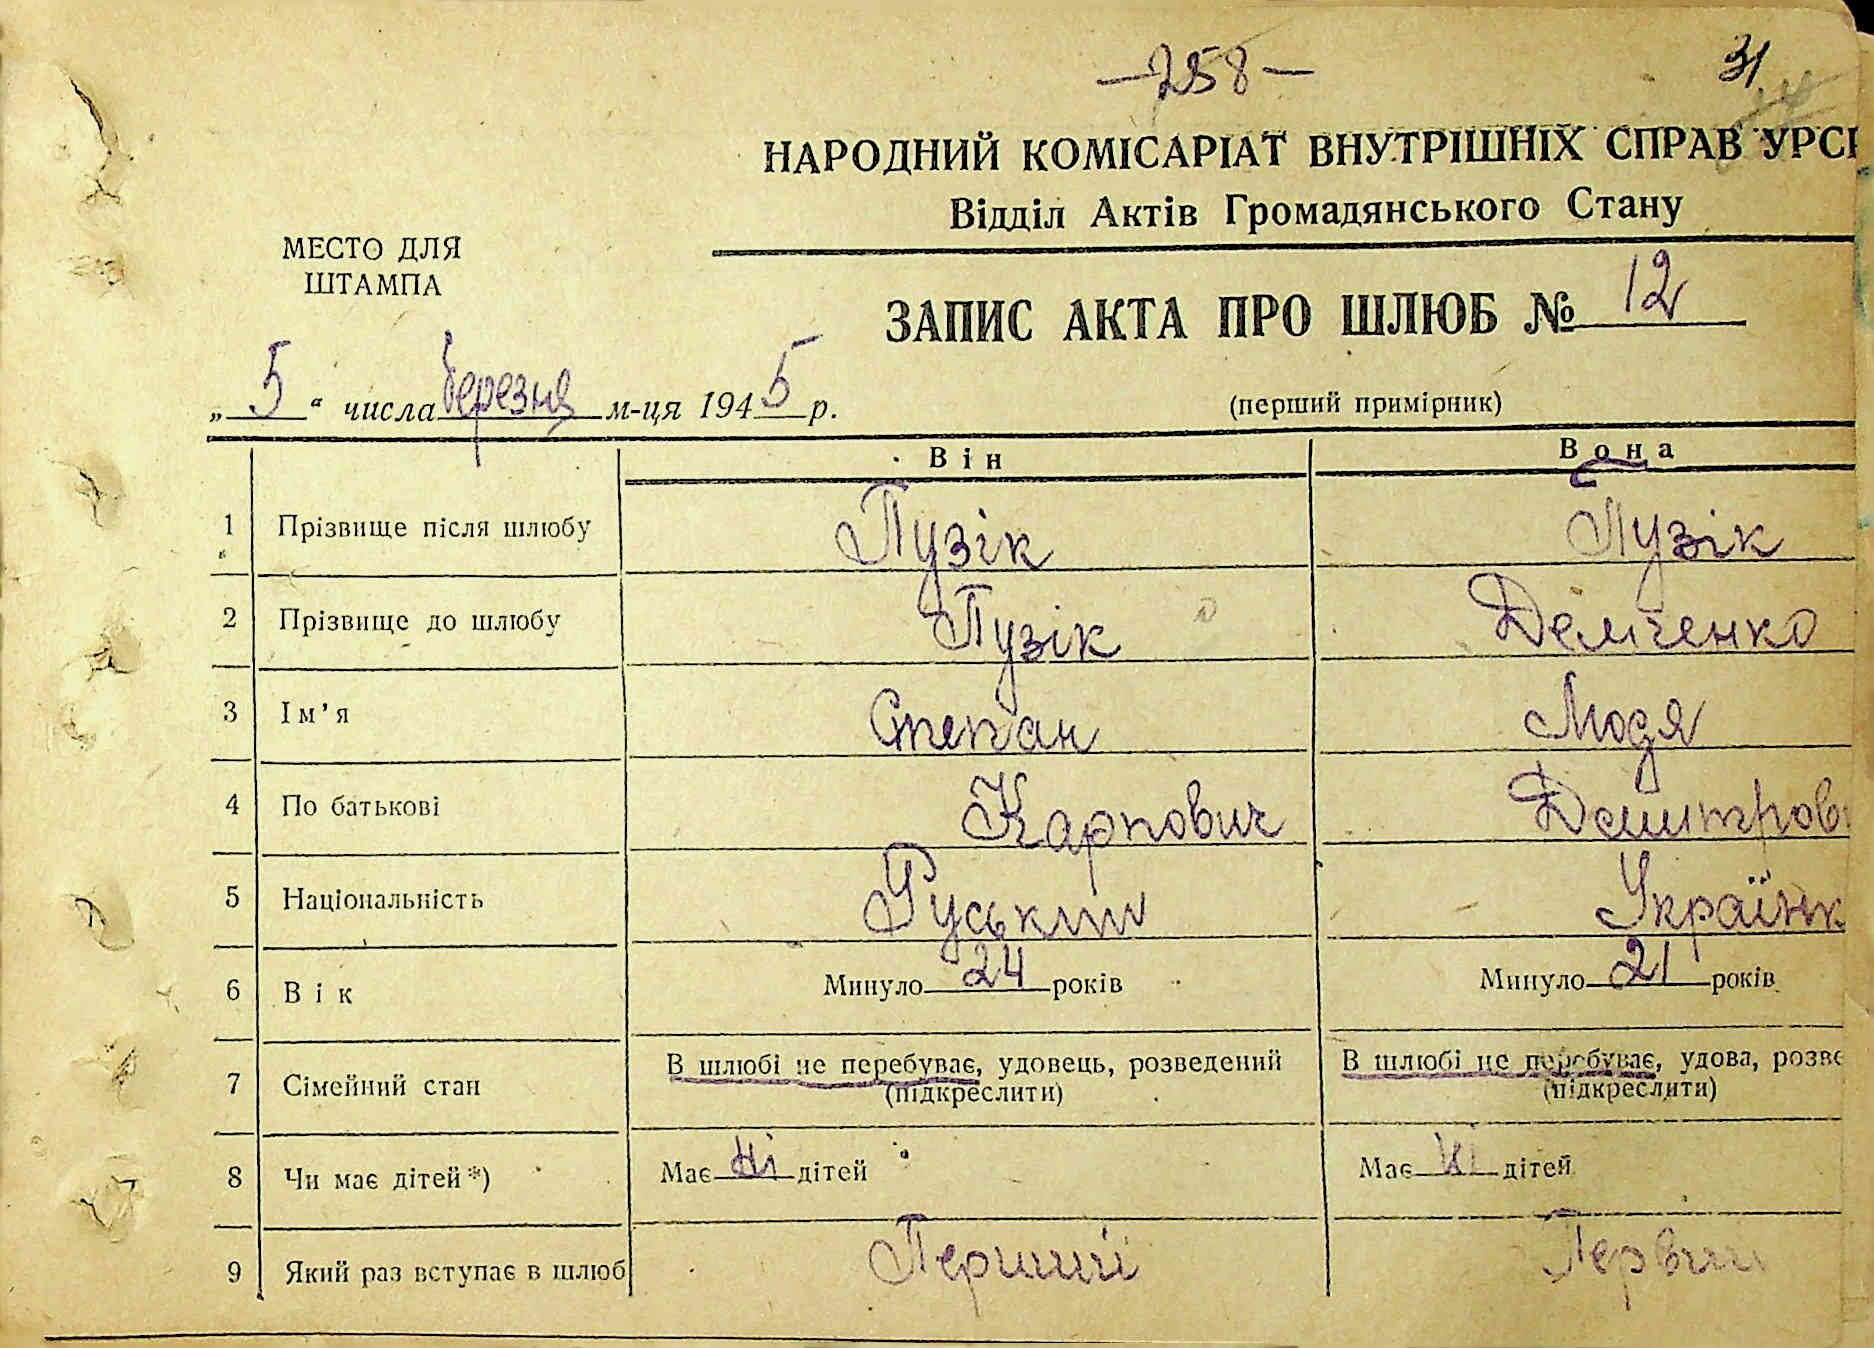 —258—
31
НАРОДНИЙ КОМІСАРІАТ ВНУТРІШНІХ СПРАВ УРСР
Відділ Актів Громадянського Стану
МЕСТО ДЛЯ
ШТАМПА
ЗАПИС АКТА ПРО ШЛЮБ № 12
„5“ числа березня м-ця 1945 р.
(перший примірник)
Він Вона
1 Прізвище після шлюбу Пузік Пузік
2 Прізвище до шлюбу Пузік Демченко
3 Ім’я Степан Модя
4 По батькові Карпович Демитров
5 Національність Руський Українк
6 Вік Минуло 24 років Минуло 21 років
7 Сімейний стан В шлюбі не перебуває, удовець, розведений В шлюбі не перебуває, удова, розве
(підкреслити) (підкреслити)
8 Чи має дітей*) Має ні дітей Має ні дітей
9 Який раз вступає в шлюб Перший Первий